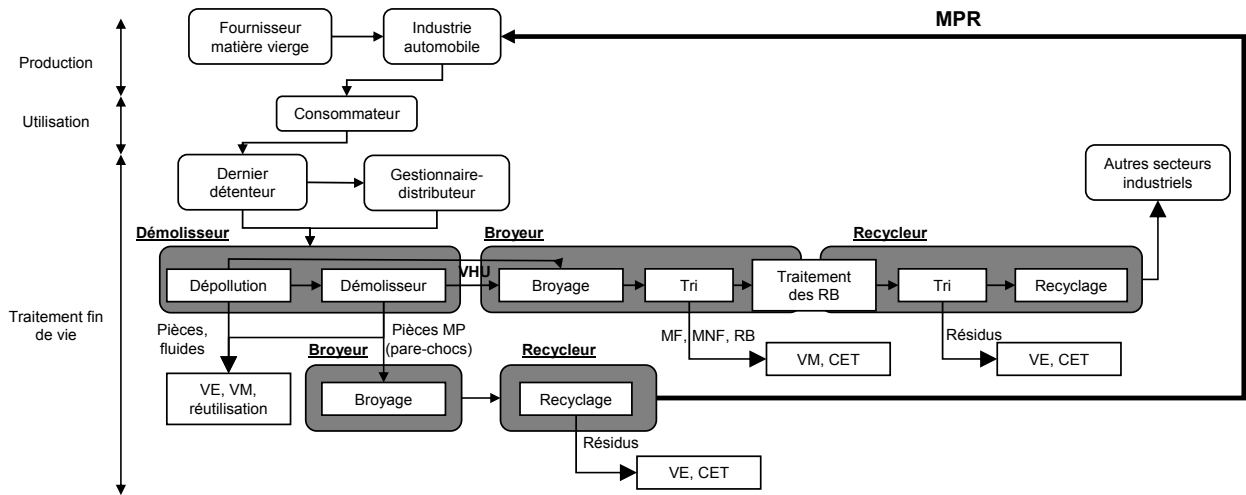 MPR
Fournisseur
matière vierge
Industrie
automobile
Production
Consommateur
Utilisation
Dernier
détenteur
Gestionnaire-
distributeur
Autres secteurs
industriels
Démolisseur
Broyeur
Recycleur
VHU
Dépollution
Démolisseur
Broyage
Tri
Traitement
des RB
Tri
Recyclage
Traitement fin
de vie
Pièces,
fluides
Pièces MP
(pare-chocs)
MF, MNF, RB
Résidus
VM, CET
VE, CET
Broyeur
Recycleur
VE, VM,
réutilisation
Broyage
Recyclage
Résidus
VE, CET